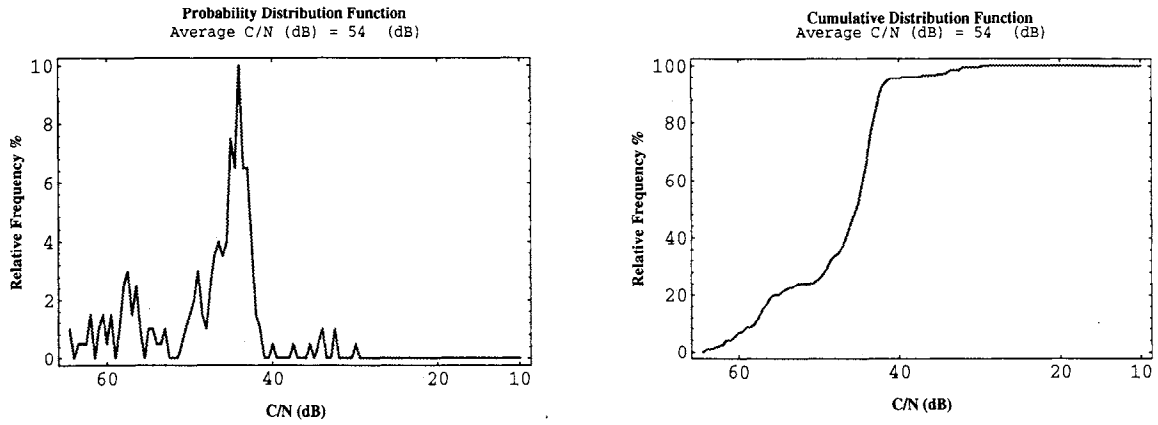 Probability Distribution Function
Average C/N (dB) = 54 (dB)
Relative Frequency %
10
8
6
4
2
0
60
40
20
10
C/N (dB)
Cumulative Distribution Function
Average C/N (dB) = 54 (dB)
Relative Frequency %
100
80
60
40
20
0
60
40
20
10
C/N (dB)